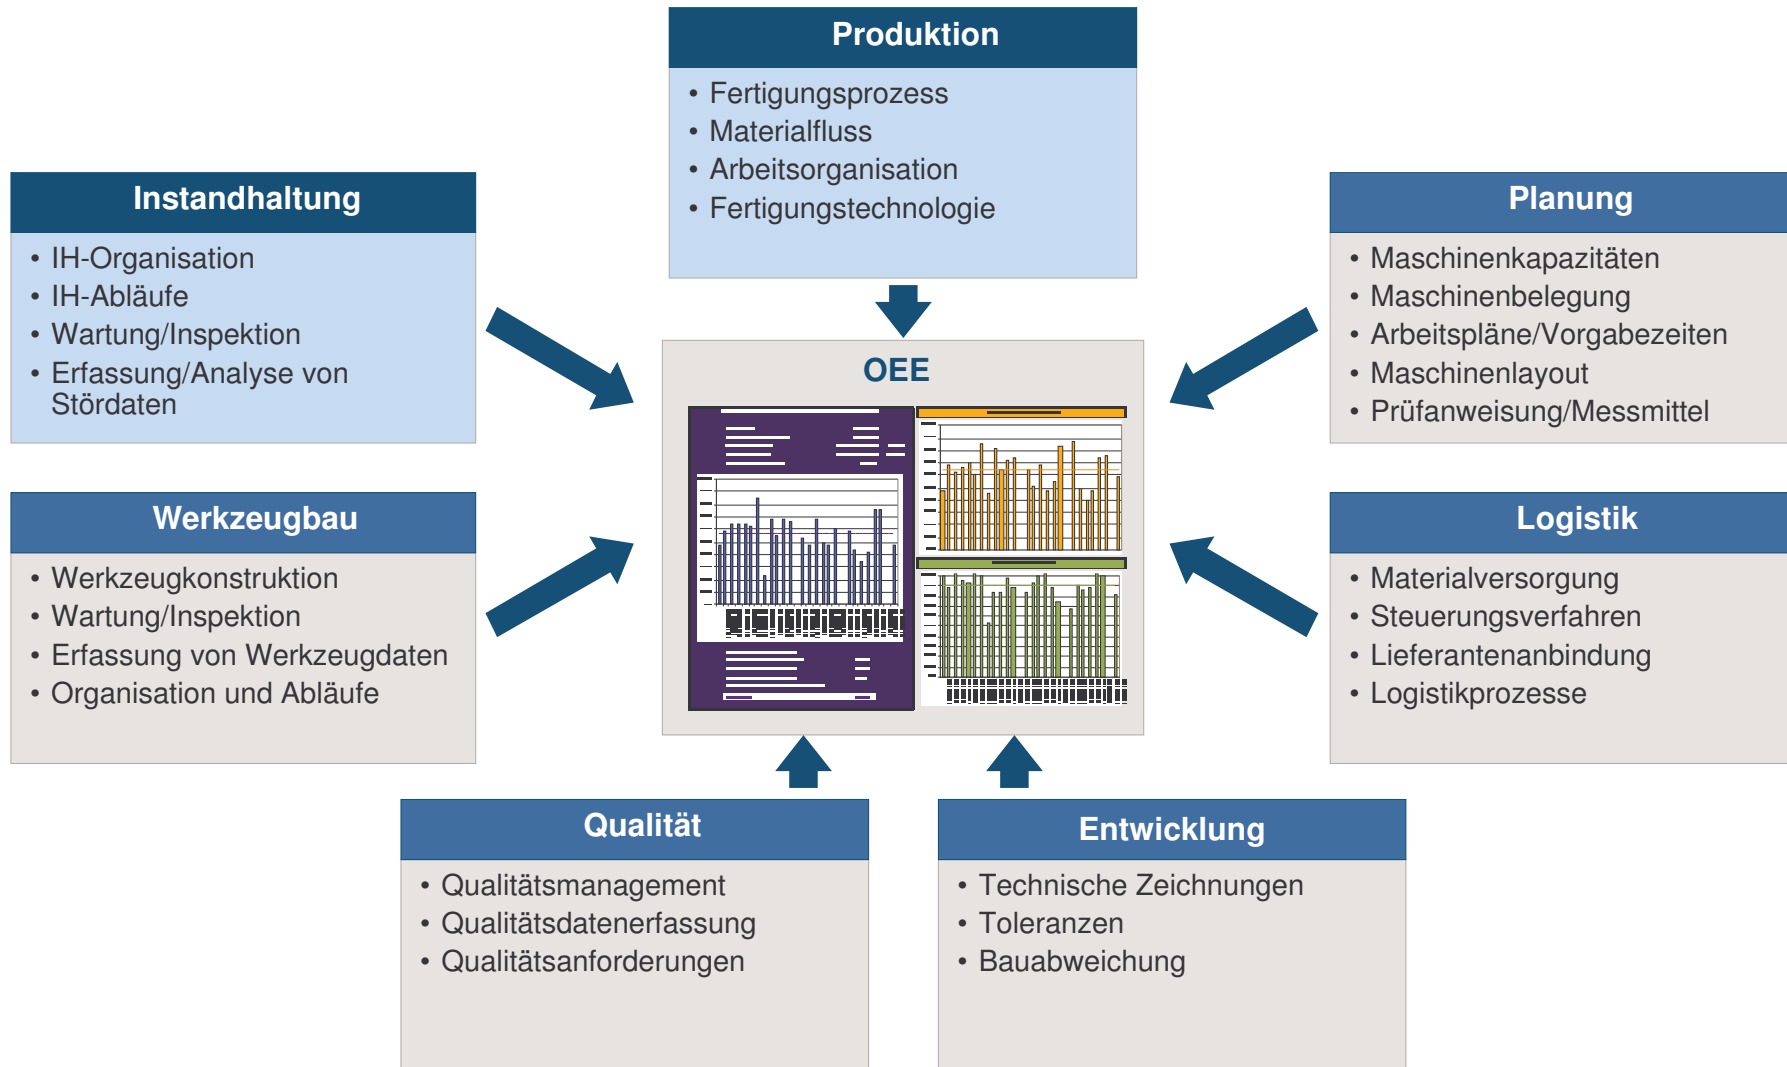 Produktion
• Fertigungsprozess
• Materialfluss
• Arbeitsorganisation
• Fertigungstechnologie
Instandhaltung
• IH-Organisation
• IH-Abläufe
• Wartung/Inspektion
• Erfassung/Analyse von
Stördaten
Planung
• Maschinenkapazitäten
• Maschinenbelegung
• Arbeitspläne/Vorgabezeiten
• Maschinenlayout
• Prüfanweisung/Messmittel
OEE
Werkzeugbau
• Werkzeugkonstruktion
• Wartung/Inspektion
• Erfassung von Werkzeugdaten
• Organisation und Abläufe
Logistik
• Materialversorgung
• Steuerungsverfahren
• Lieferantenanbindung
• Logistikprozesse
Qualität
• Qualitätsmanagement
• Qualitätsdatenerfassung
• Qualitätsanforderungen
Entwicklung
• Technische Zeichnungen
• Toleranzen
• Bauabweichung